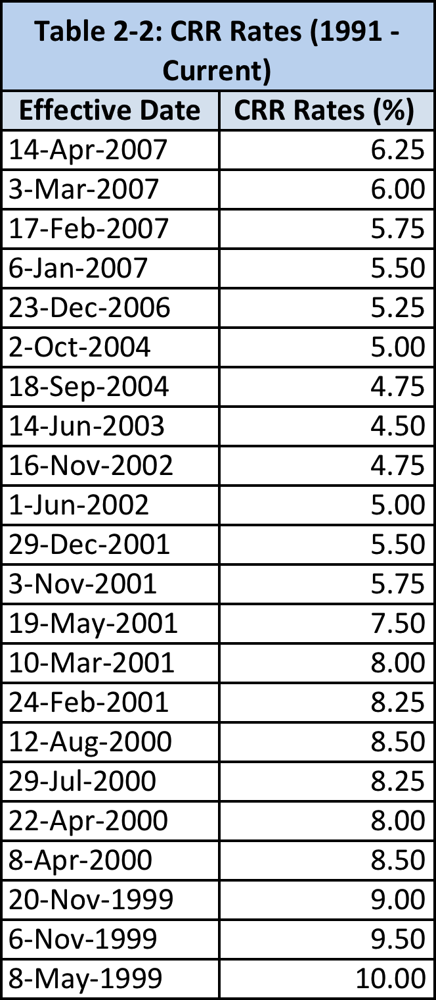 Table 2-2: CRR Rates (1991 -
Current)
Effective Date CRR Rates (%)
14-Apr-2007 6.25
3-Mar-2007 6.00
17-Feb-2007 5.75
6-Jan-2007 5.50
23-Dec-2006 5.25
2-Oct-2004 5.00
18-Sep-2004 4.75
14-Jun-2003 4.50
16-Nov-2002 4.75
1-Jun-2002 5.00
29-Dec-2001 5.50
3-Nov-2001 5.75
19-May-2001 7.50
10-Mar-2001 8.00
24-Feb-2001 8.25
12-Aug-2000 8.50
29-Jul-2000 8.25
22-Apr-2000 8.00
8-Apr-2000 8.50
20-Nov-1999 9.00
6-Nov-1999 9.50
8-May-1999 10.00